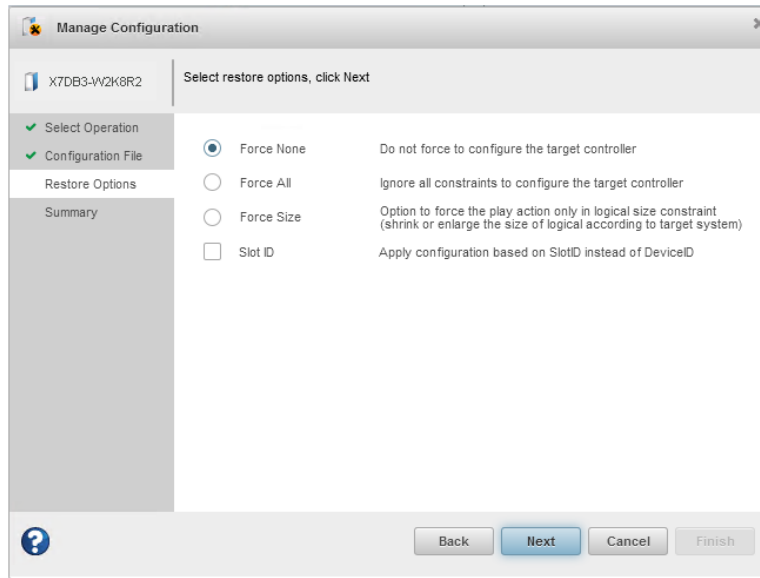 Manage Configuration
X7DB3-W2K8R2
Select restore options, click Next
Select Operation
Configuration File
Restore Options
Summary
Force None Do not force to configure the target controller
Force All Ignore all constraints to configure the target controller
Force Size Option to force the play action only in logical size constraint
(shrink or enlarge the size of logical according to target system)
Slot ID Apply configuration based on SlotID instead of DeviceID
? Back Next Cancel Finish